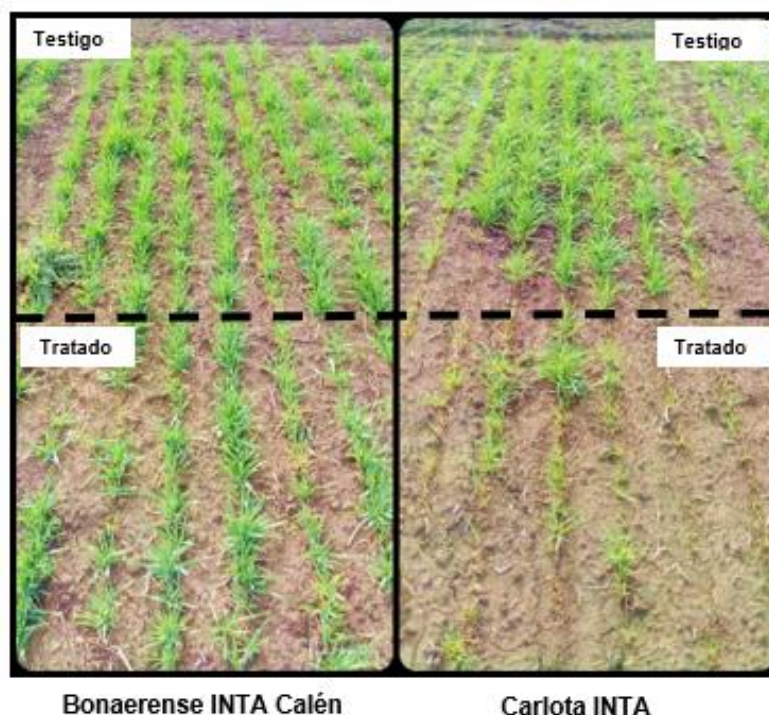 Testigo
Testigo
Tratado
Tratado
Bonaerense INTA Calén
Carlota INTA